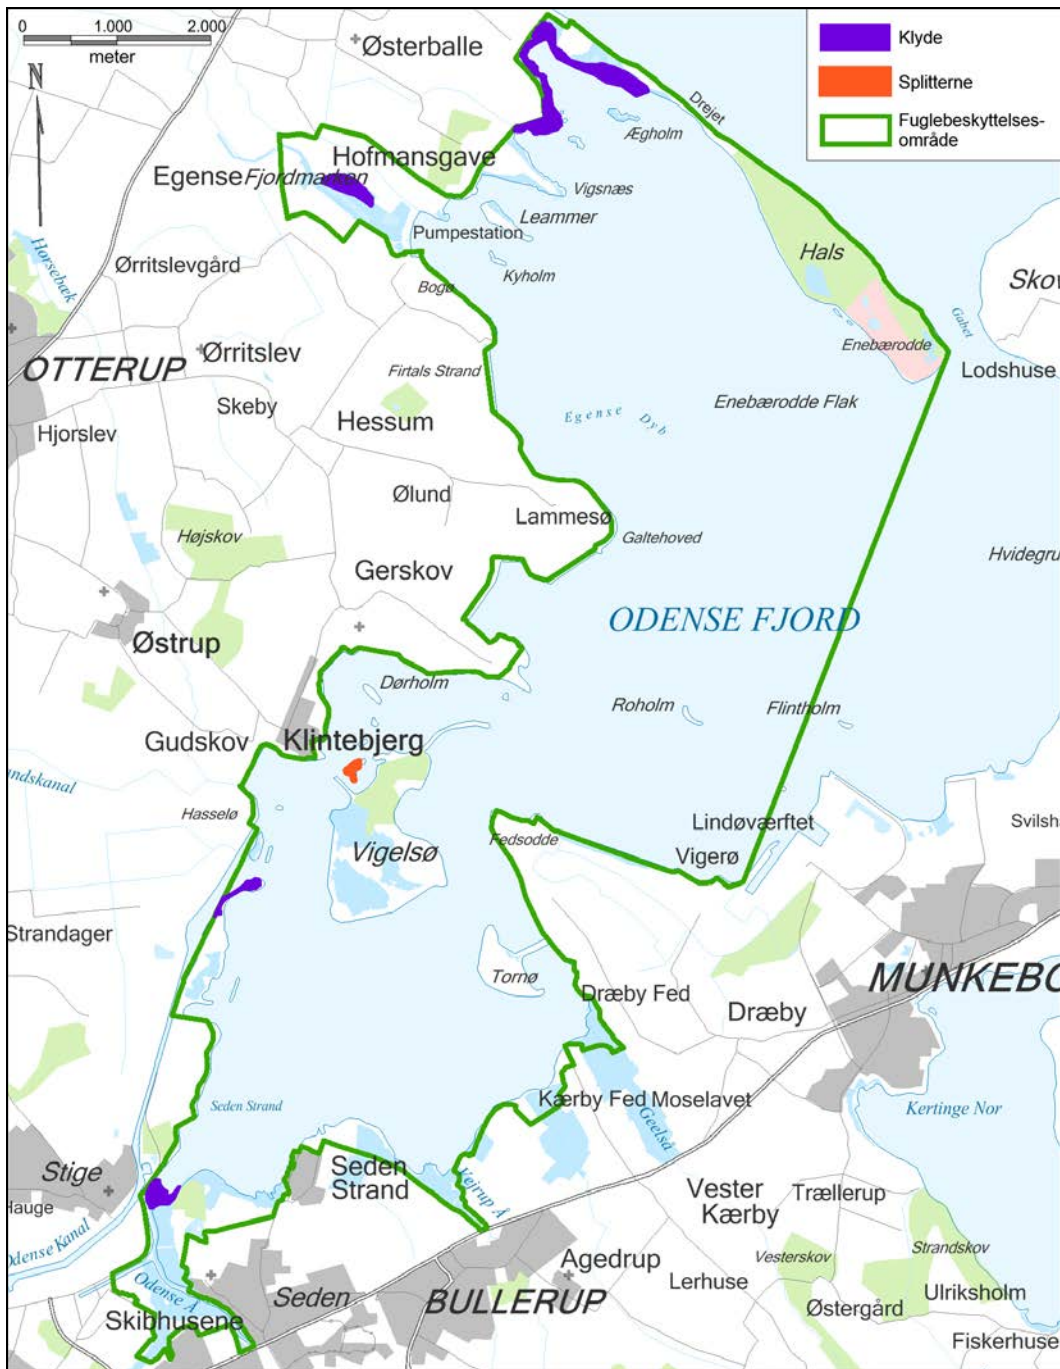 0 1.000 2.000
meter
N
Klyde
Splitterne
Fuglebeskyttelses-
område
Østerballe
Drejet
Ægholm
Hofmansgave
Egense
Fjordmarken
Vigsnæs
Leammer
Pumpestation
Hals
Kyholm
Horsebæk
Ørritslevgård
Bogø
Gabet
Enebærodde
Lodshuse
OTTERUP
Ørritslev
Firtals Strand
Skeby
Enebærodde Flak
Egense Dyb
Hjorslev
Hessum
Ølund
Lammesø
Højskov
Galtehoved
Gerskov
ODENSE FJORD
Østrup
Dørholm
Roholm
Flintholm
Gudskov
Klintebjerg
Hasselø
Lindøværftet
Fedsodde
Vigerø
Vigelsø
Strandager
Tornø
Dræby Fed
MUNKEBO
Dræby
Seden Strand
Kærby Fed
Moselavet
Geelså
Kertinge Nor
Stige
Seden
Strand
Vejrup Å
Vester
Kærby
Trællerup
Odense Kanal
Agedrup
Vesterskov
Strandskov
Lerhuse
Odense Å
Seden
BULLERUP
Østergård
Ulriksholm
Skibhusene
Fiskerhuse